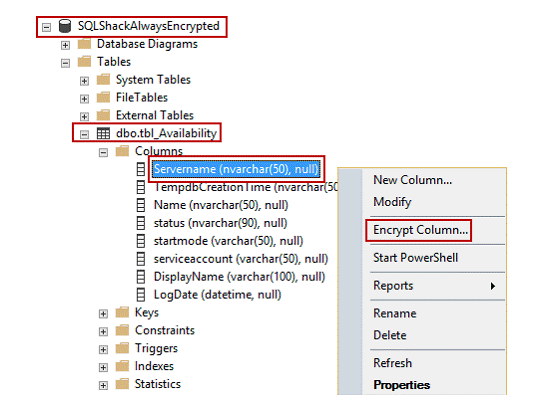 SQLShackAlwaysEncrypted
Database Diagrams
Tables
System Tables
FileTables
External Tables
dbo.tbl_Availability
Columns
Servername (nvarchar(50), null)
TempdbCreationTime (nvarchar(50
Name (varchar(50), null)
status (nvarchar(90), null)
startmode (varchar(50), null)
serviceaccount (varchar(50), null)
DisplayName (varchar(100), null)
LogDate (datetime, null)
Keys
Constraints
Triggers
Indexes
Statistics
New Column...
Modify
Encrypt Column...
Start PowerShell
Reports
Rename
Delete
Refresh
Properties